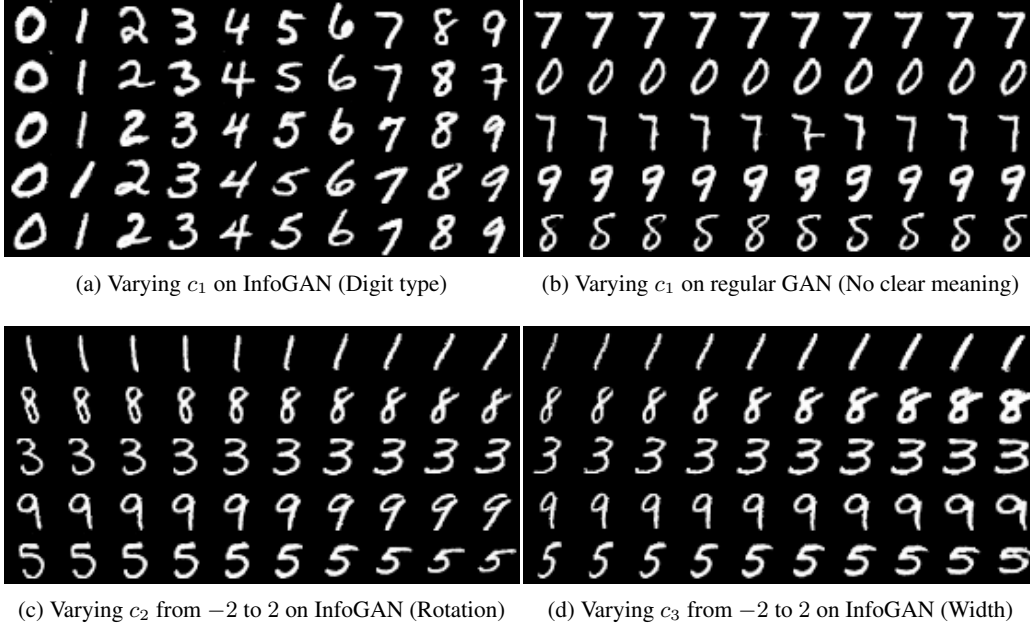 0 1 2 3 4 5 6 7 8 9
0 1 2 3 4 5 6 7 8 7
0 1 2 3 4 5 6 7 8 9
0 1 2 3 4 5 6 7 8 9
0 1 2 3 4 5 6 7 8 9
7 7 7 7 7 7 7 7 7 7
0 0 0 0 0 0 0 0 0 0
7 7 7 7 7 7 7 7 7 7
9 9 9 9 9 9 9 9 9 9
8 8 8 8 8
(a) Varying c₁ on InfoGAN (Digit type)
(b) Varying c₁ on regular GAN (No clear meaning)
1 1 1 1 1 1 1 1 1 1
8 8 8 8 8 8 8 8 8 8
3 3 3 3 3 3 3 3 3 3
9 9 9 9 9 9 9 9 9 9
5 5 5 5 5 5 5 5 5 5
1 1 1 1 1 1 1 1 1 1
8 8 8 8 8 8 8 8 8 8
3 3 3 3 3 3 3 3 3 3
9 9 9 9 9 9 9 9 9 9
5 5 5 5 5 5 5 5 5 5
(c) Varying c₂ from −2 to 2 on InfoGAN (Rotation)
(d) Varying c₃ from −2 to 2 on InfoGAN (Width)